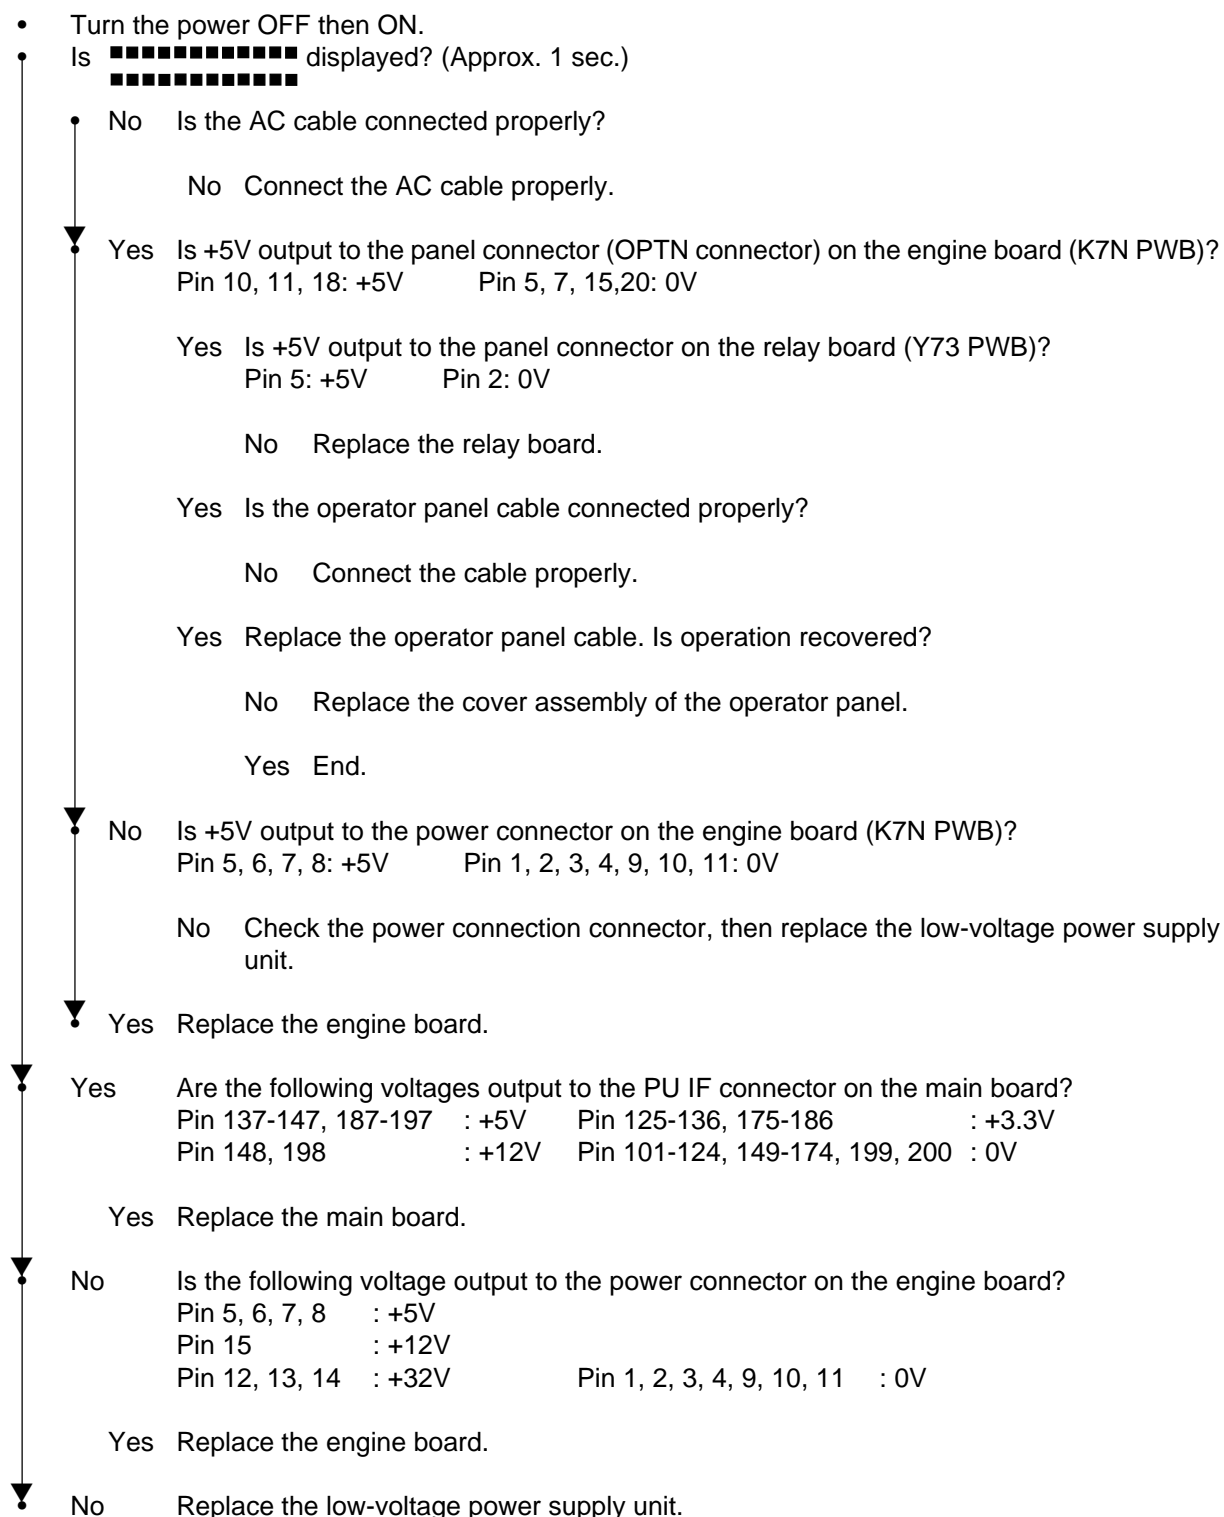 • Turn the power OFF then ON.
• Is ■■■■■■■■■■■■ displayed? (Approx. 1 sec.)
■■■■■■■■■■■■
No Is the AC cable connected properly?
No Connect the AC cable properly.
Yes Is +5V output to the panel connector (OPTN connector) on the engine board (K7N PWB)?
Pin 10, 11, 18: +5V Pin 5, 7, 15,20: 0V
Yes Is +5V output to the panel connector on the relay board (Y73 PWB)?
Pin 5: +5V Pin 2: 0V
No Replace the relay board.
Yes Is the operator panel cable connected properly?
No Connect the cable properly.
Yes Replace the operator panel cable. Is operation recovered?
No Replace the cover assembly of the operator panel.
Yes End.
No Is +5V output to the power connector on the engine board (K7N PWB)?
Pin 5, 6, 7, 8: +5V Pin 1, 2, 3, 4, 9, 10, 11: 0V
No Check the power connection connector, then replace the low-voltage power supply
unit.
Yes Replace the engine board.
Yes Are the following voltages output to the PU IF connector on the main board?
Pin 137-147, 187-197 : +5V Pin 125-136, 175-186 : +3.3V
Pin 148, 198 : +12V Pin 101-124, 149-174, 199, 200 : 0V
Yes Replace the main board.
No Is the following voltage output to the power connector on the engine board?
Pin 5, 6, 7, 8 : +5V
Pin 15 : +12V
Pin 12, 13, 14 : +32V Pin 1, 2, 3, 4, 9, 10, 11 : 0V
Yes Replace the engine board.
No Replace the low-voltage power supply unit.